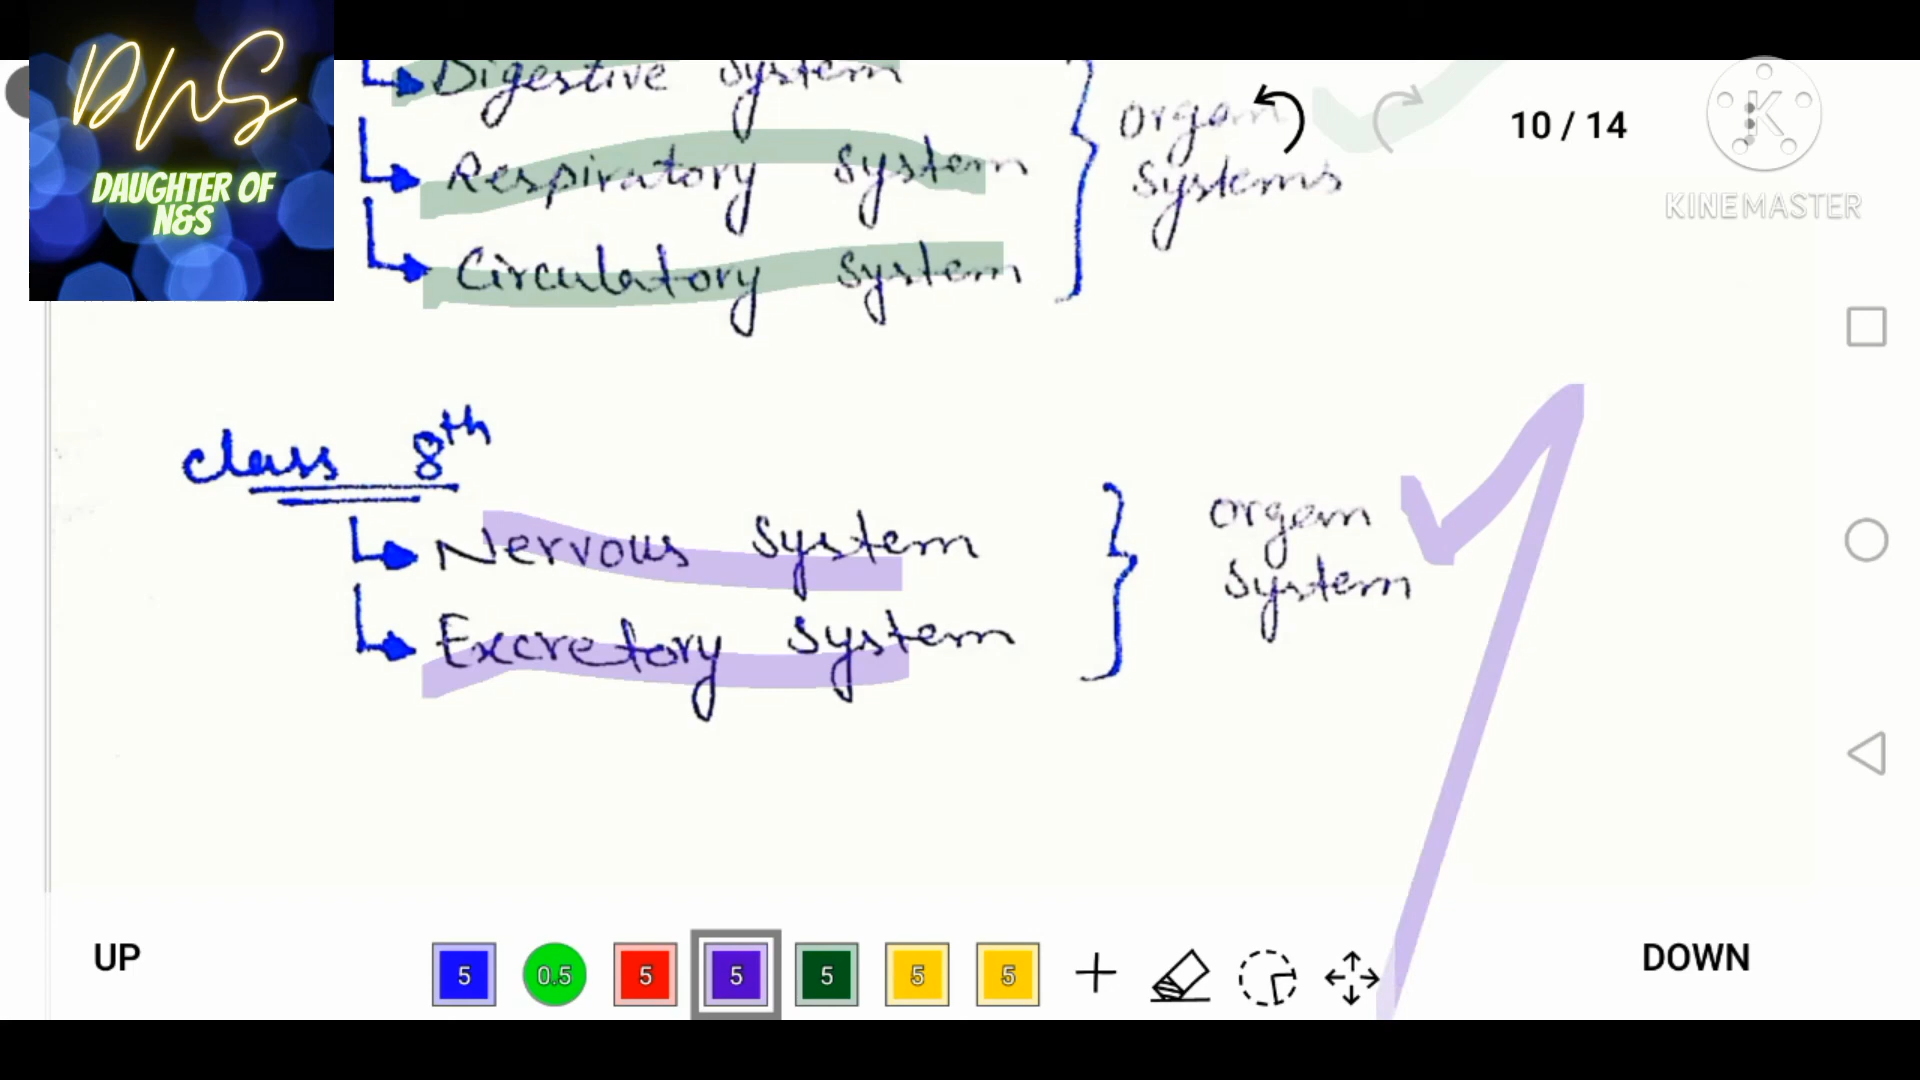 DNS
DAUGHTER OF
N&S
Digestive System
Respiratory System
Circulatory System
organ
Systems
10 / 14
K
KINEMASTER
class 8th
Nervous System
Excretory System
organ
System
UP
5
0.5
5
5
5
5
5
DOWN